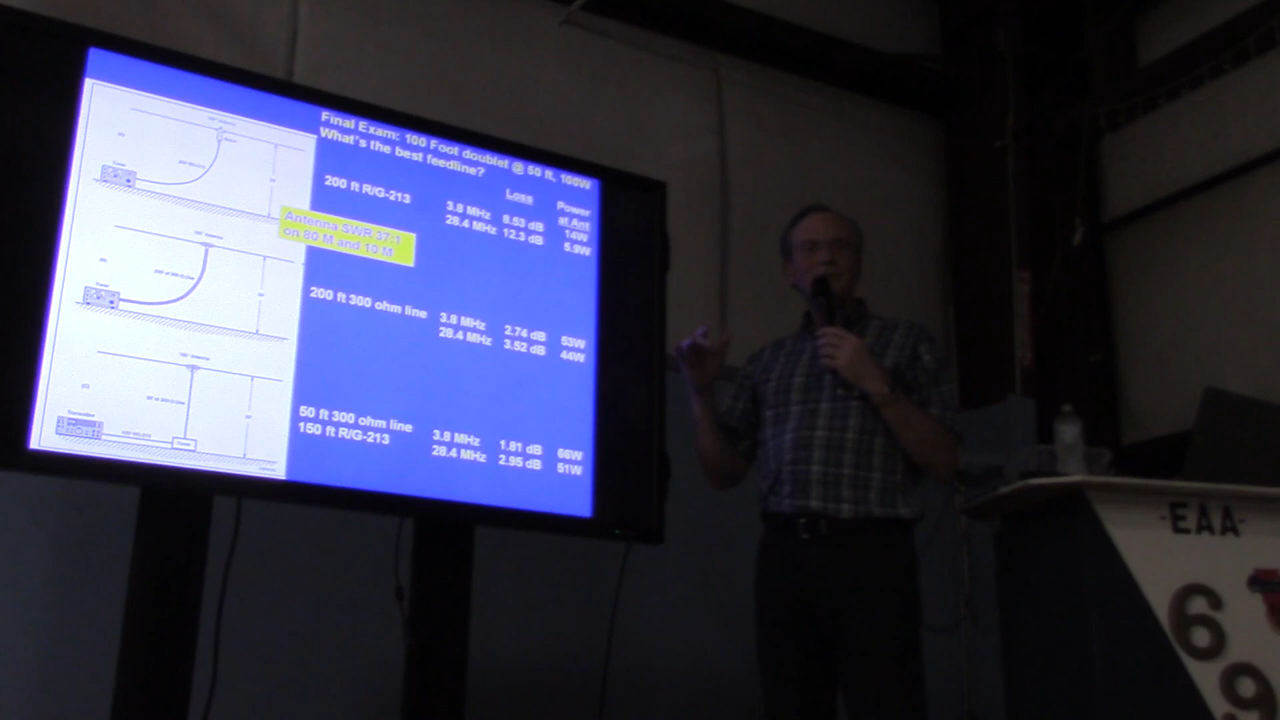 Final Exam: 100 Foot doublet @ 50 ft, 100W
What's the best feedline?
Loss
Power
at Ant
200 ft R/G-213
3.8 MHz 8.53 dB 14W
28.4 MHz 12.3 dB 5.9W
Antenna SWR 37:1
on 80 M and 10 M
200 ft 300 ohm line
3.8 MHz 2.74 dB 53W
28.4 MHz 3.52 dB 44W
50 ft 300 ohm line
150 ft R/G-213
3.8 MHz 1.81 dB 66W
28.4 MHz 2.95 dB 51W
Tuner
Tuner
Transmitter
-EAA-
69